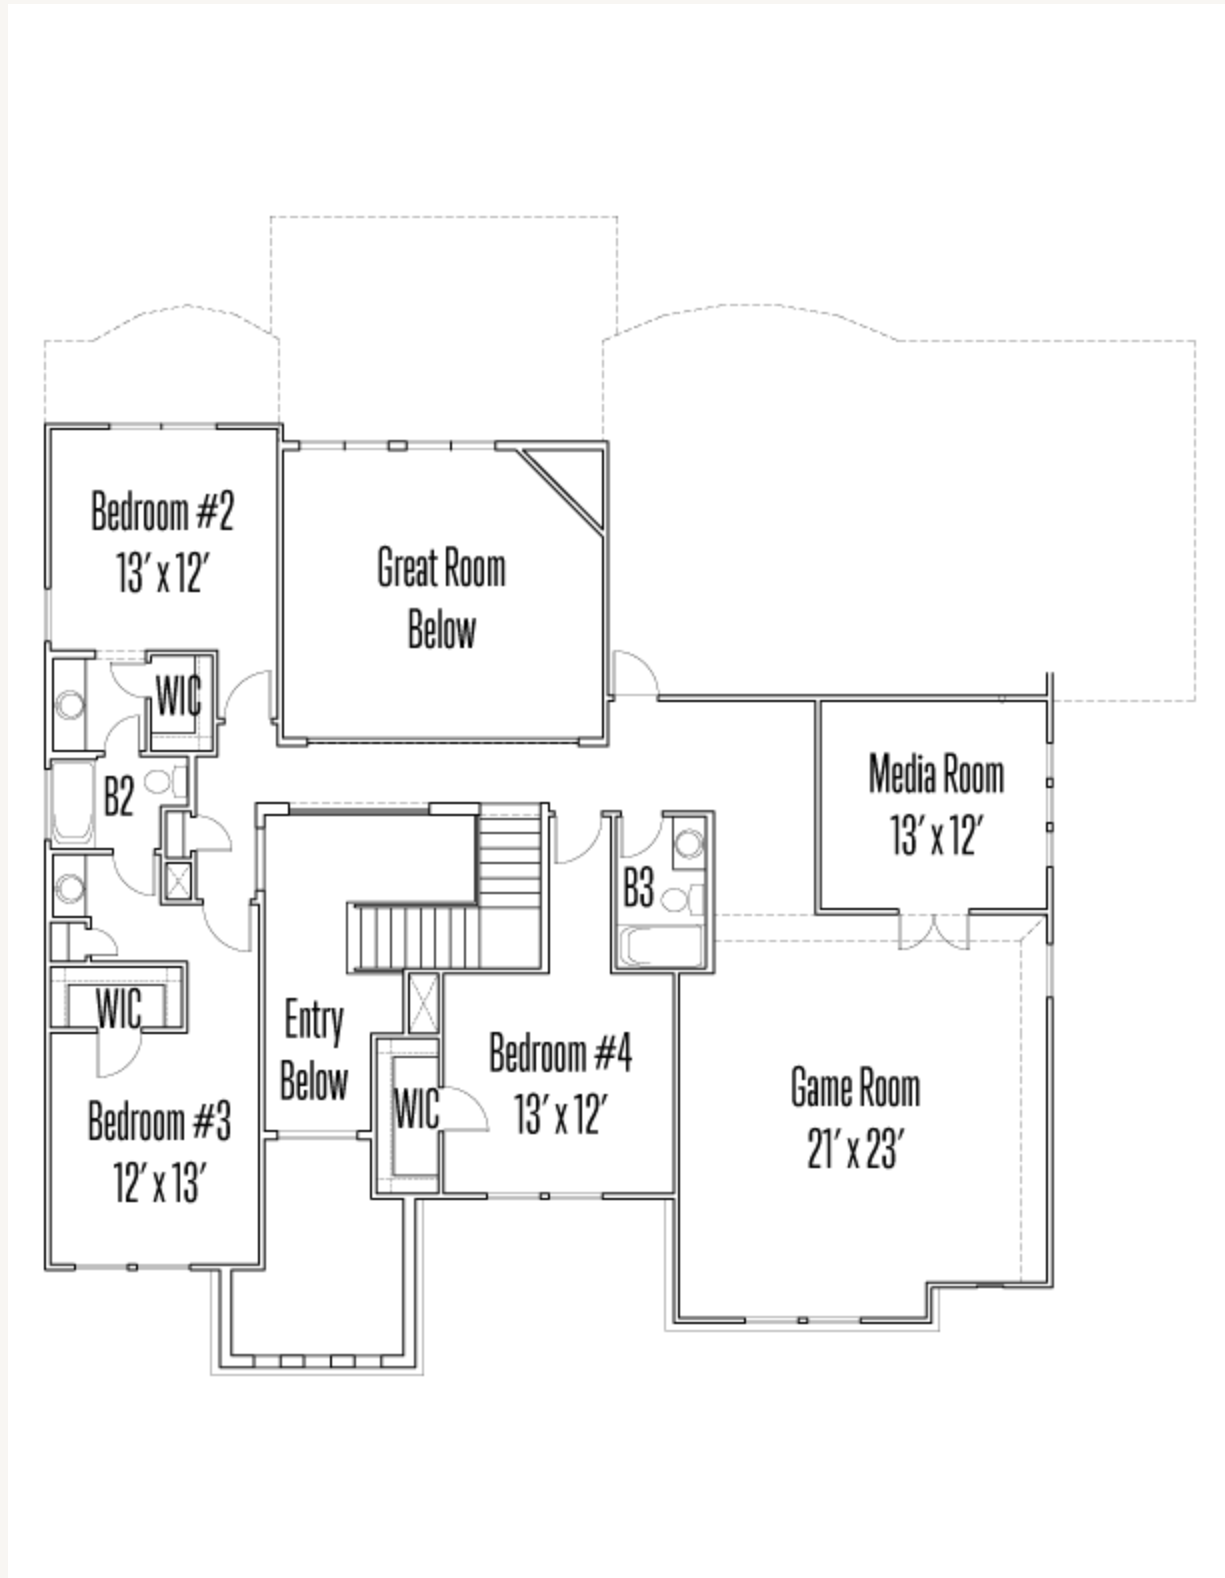 Bedroom #2
13′ x 12′
Great Room
Below
WIC
B2
Media Room
13′ x 12′
B3
WIC
Entry
Below
Bedroom #4
13′ x 12′
WIC
Game Room
21′ x 23′
Bedroom #3
12′ x 13′